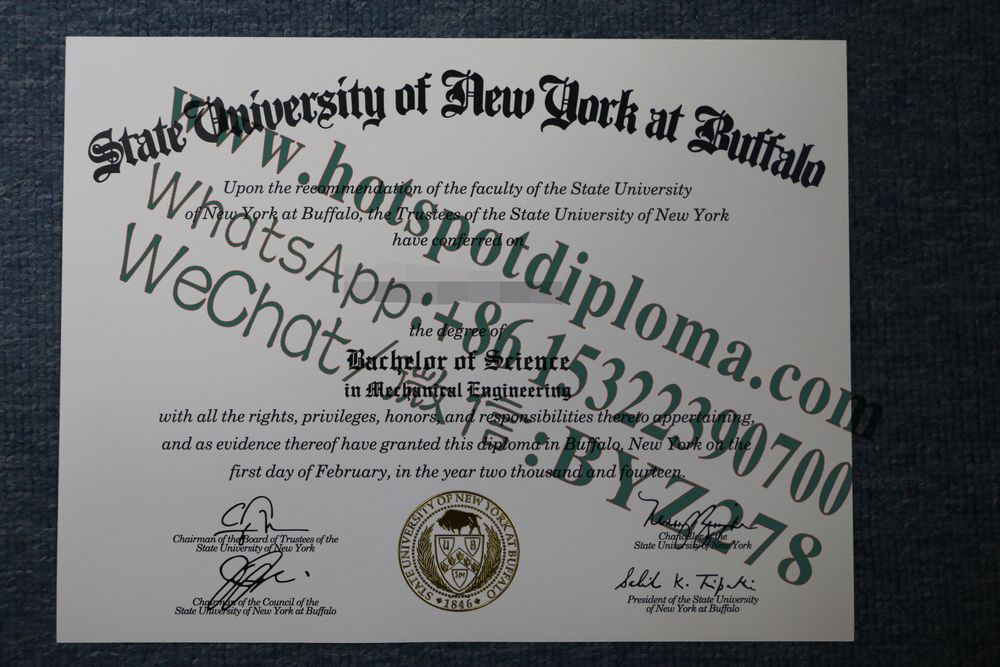 State University of New York at Buffalo
Upon the recommendation of the faculty of the State University
of New York at Buffalo, the Trustees of the State University of New York
have conferred on
the degree of
Bachelor of Science
in Mechanical Engineering
with all the rights, privileges, honors, and responsibilities thereto appertaining,
and as evidence thereof have granted this diploma in Buffalo, New York on the
first day of February, in the year two thousand and fourteen.
Chairman of the Board of Trustees of the
State University of New York
Chancellor of the
State University of New York
Chairman of the Council of the
State University of New York at Buffalo
President of the State University
of New York at Buffalo
STATE UNIVERSITY OF NEW YORK AT BUFFALO
UB
1846
www.hotspotdiploma.com
WhatsApp:+86 15322390700
WeChat/微信:BYZ278